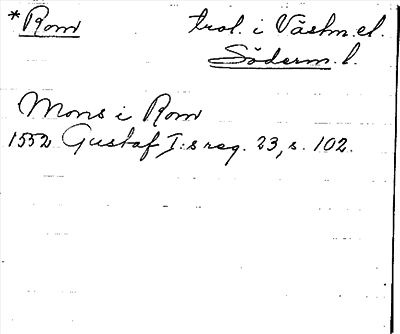 *Rom trol. i Västm. el.
Söderm. l.
Mons i Rom
1552 Gustaf I:s reg. 23, s. 102.